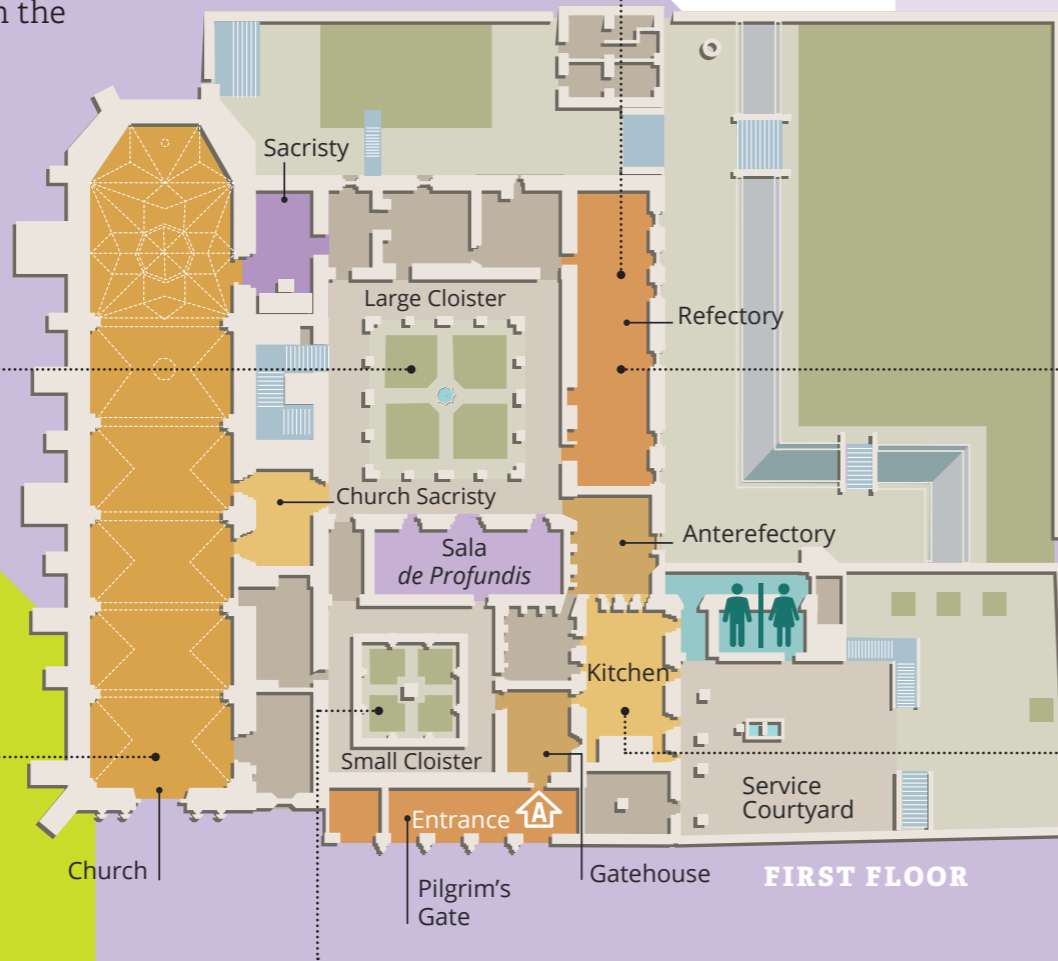 n the
Sacristy
Large Cloister
Refectory
Church Sacristy
Anterefectory
Sala
de Profundis
Kitchen
Small Cloister
Service
Courtyard
Entrance A
Church
Gatehouse
FIRST FLOOR
Pilgrim's
Gate